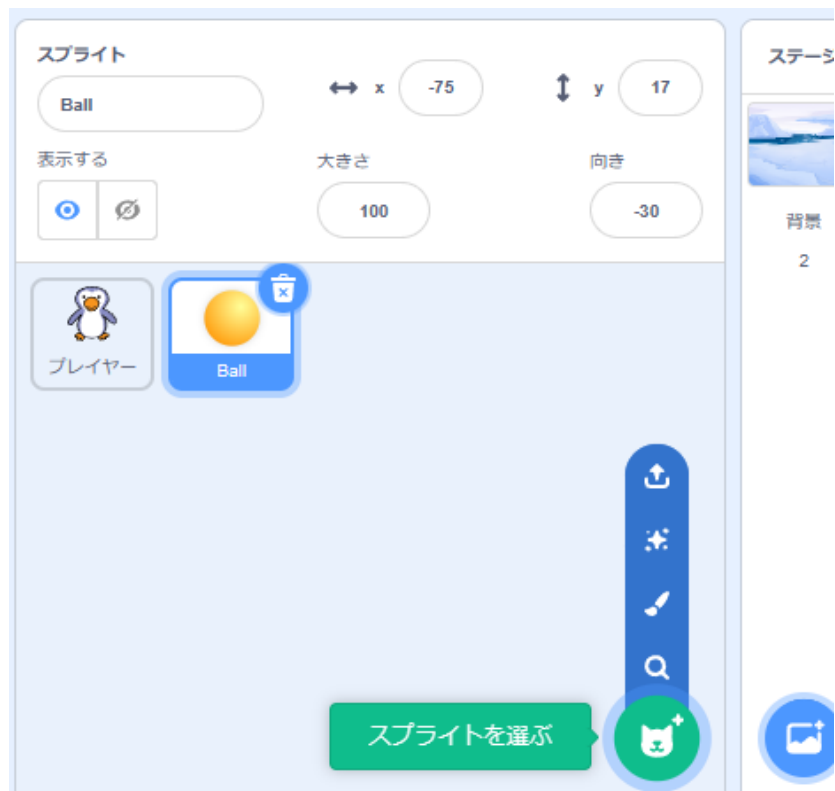 スプライト
Ball
x -75
y 17
表示する
大きさ
100
向き
-30
プレイヤー
Ball
スプライトを選ぶ
ステージ
背景
2